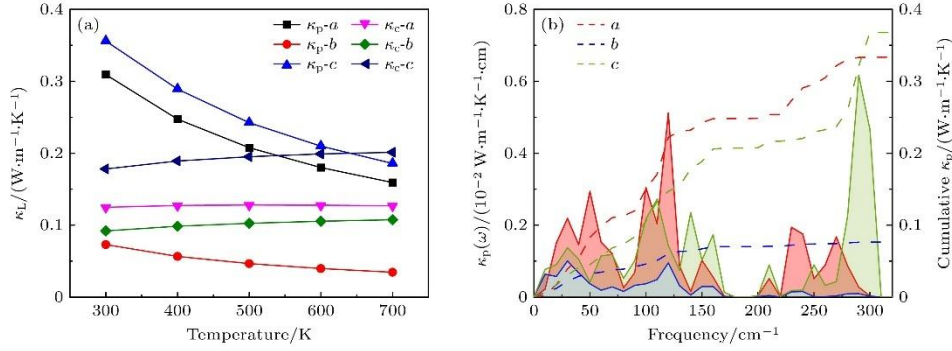 (a)
κp-a κc-a
κp-b κc-b
κp-c κc-c
κL/(W·m⁻¹·K⁻¹)
0.4
0.3
0.2
0.1
0
300 400 500 600 700
Temperature/K
(b)
a
b
c
κp(ω)/(10⁻² W·m⁻¹·K⁻¹·cm)
0.8
0.6
0.4
0.2
0
0 50 100 150 200 250 300
Frequency/cm⁻¹
0.4
0.3
0.2
0.1
0
Cumulative κp/(W·m⁻¹·K⁻¹)